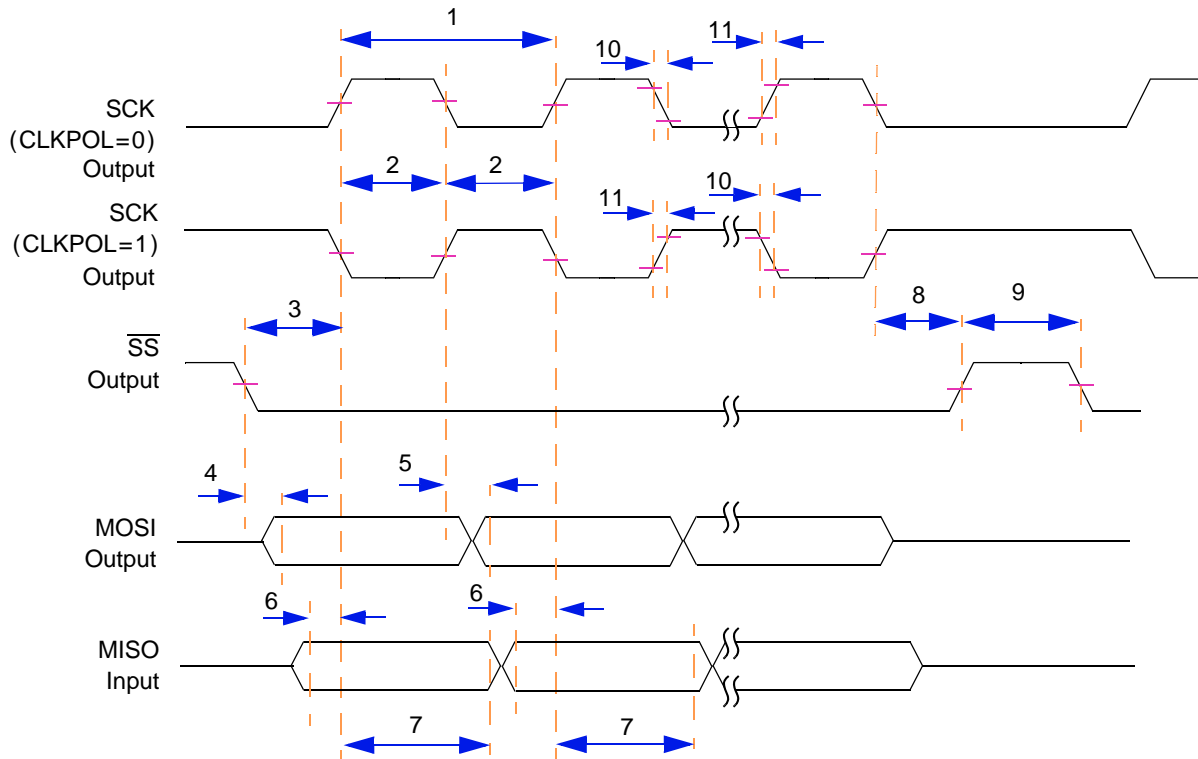 1
10
11
SCK
(CLKPOL=0)
Output
2
2
SCK
(CLKPOL=1)
Output
11
10
3
8
9
SS
Output
4
5
MOSI
Output
6
6
MISO
Input
7
7